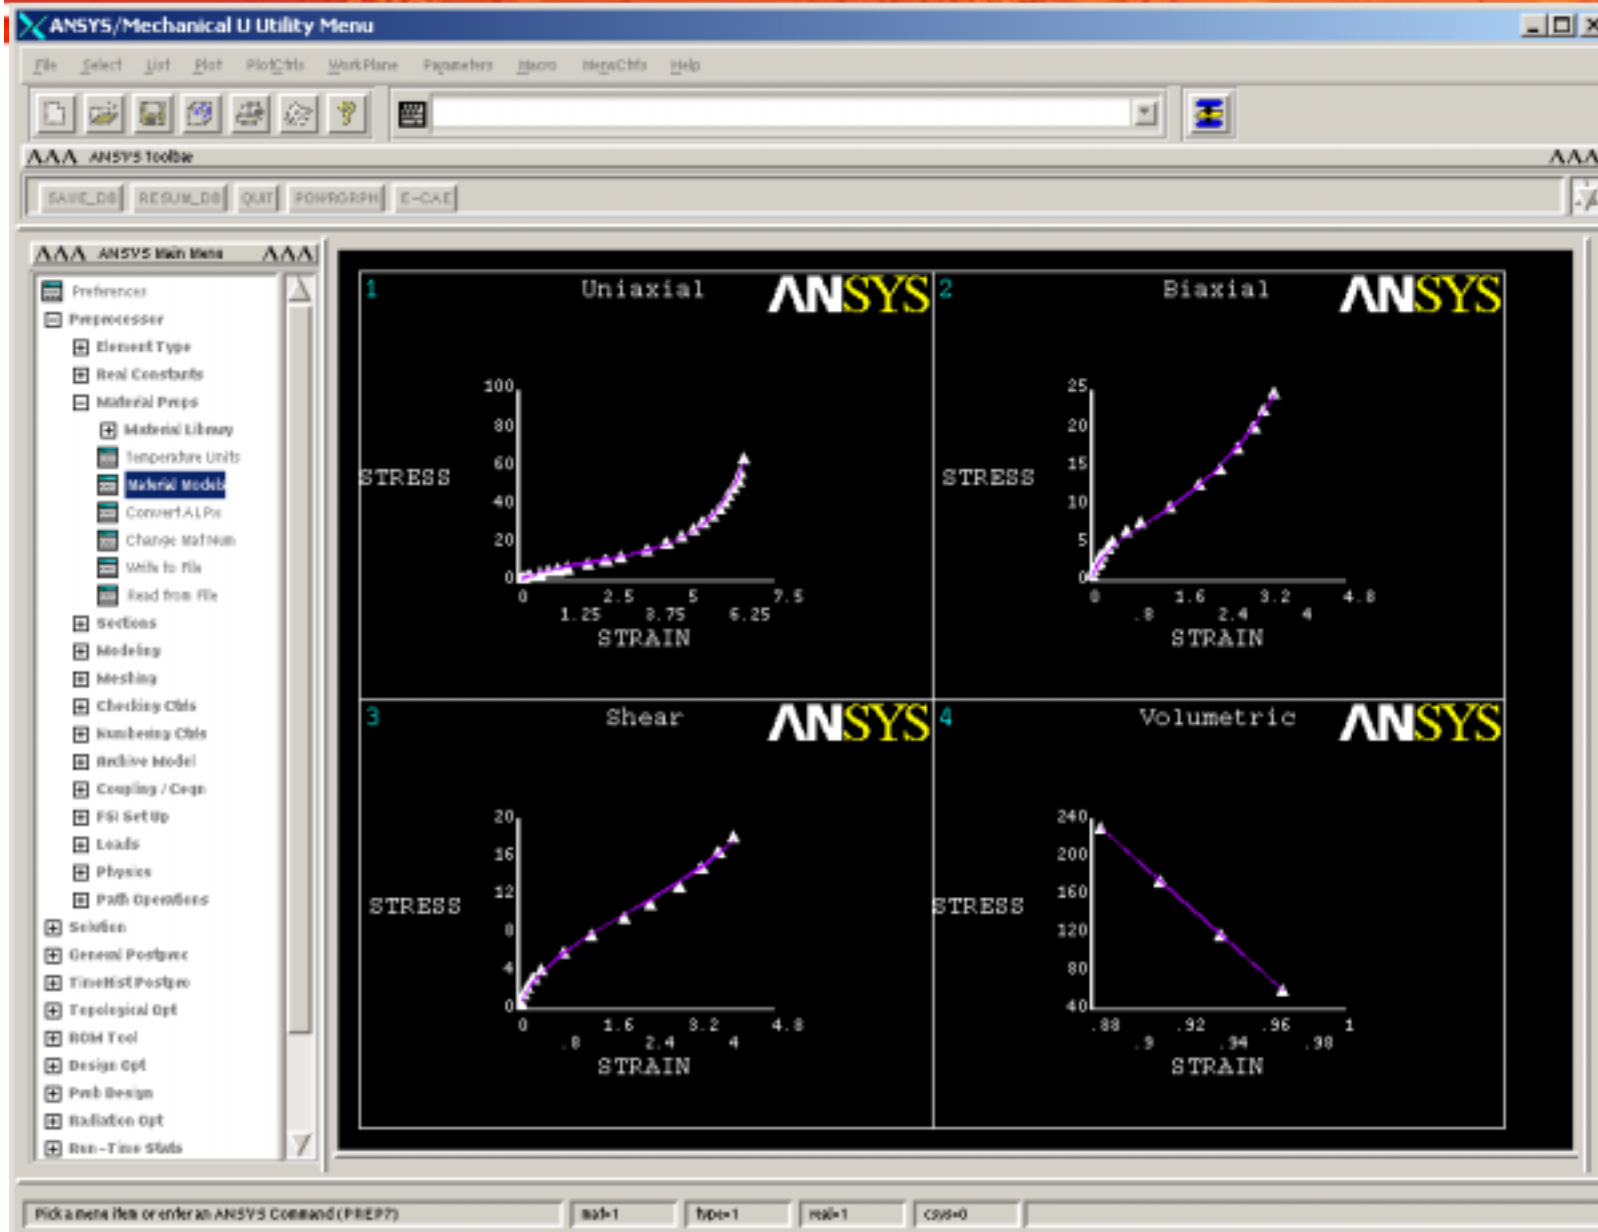 ANSYS/Mechanical U Utility Menu
File Select List Plot PlotCtrls WorkPlane Parameters Macro MenuCtrls Help
ANSYS Toolbar
SAVE_DB RESUM_DB QUIT POWRGRPH E-CAE
ANSYS Main Menu
Preferences
Preprocessor
Element Type
Real Constants
Material Props
Material Library
Temperature Units
Material Models
Convert ALPx
Change Mat Num
Write to File
Read from File
Sections
Modeling
Meshing
Checking Ctrls
Numbering Ctrls
Archive Model
Coupling / Ceqn
FSI Set Up
Loads
Physics
Path Operations
Solution
General Postproc
TimeHist Postpro
Topological Opt
ROM Tool
Design Opt
Prob Design
Radiation Opt
Run-Time Stats
1 Uniaxial ANSYS
100
80
60
STRESS
40
20
0
0 2.5 5 7.5
1.25 3.75 6.25
STRAIN
2 Biaxial ANSYS
25
20
15
STRESS
10
5
0
0 1.6 3.2 4.8
.8 2.4 4
STRAIN
3 Shear ANSYS
20
16
12
STRESS
8
4
0
0 1.6 3.2 4.8
.8 2.4 4
STRAIN
4 Volumetric ANSYS
240
200
160
STRESS
120
80
40
.88 .92 .96 1
.9 .94 .98
STRAIN
Pick a menu item or enter an ANSYS Command (PREP7) mat=1 type=1 real=1 csys=0